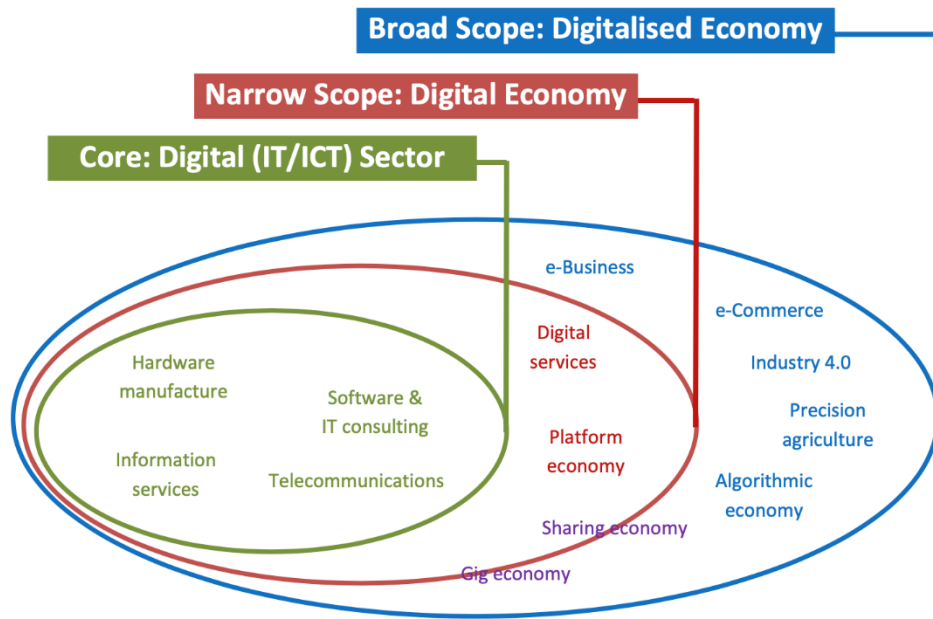 Broad Scope: Digitalised Economy
Narrow Scope: Digital Economy
Core: Digital (IT/ICT) Sector
e-Business
e-Commerce
Digital
services
Industry 4.0
Hardware
manufacture
Software &
IT consulting
Precision
agriculture
Platform
economy
Information
services
Telecommunications
Algorithmic
economy
Sharing economy
Gig economy